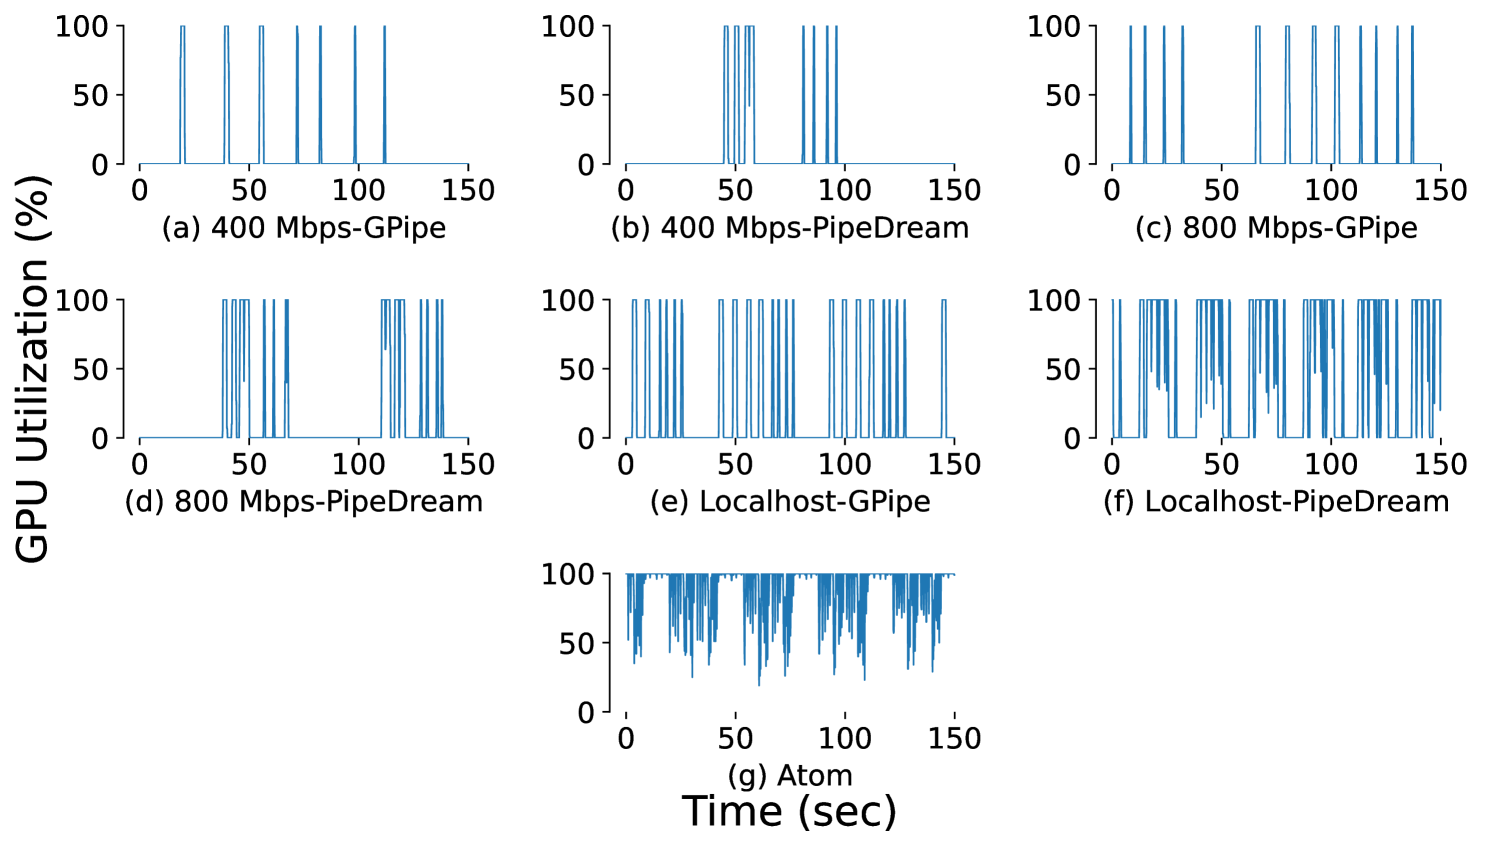 GPU Utilization (%)
100
50
0
0 50 100 150
(a) 400 Mbps-GPipe
100
50
0
0 50 100 150
(b) 400 Mbps-PipeDream
100
50
0
0 50 100 150
(c) 800 Mbps-GPipe
100
50
0
0 50 100 150
(d) 800 Mbps-PipeDream
100
50
0
0 50 100 150
(e) Localhost-GPipe
100
50
0
0 50 100 150
(f) Localhost-PipeDream
100
50
0
0 50 100 150
(g) Atom
Time (sec)